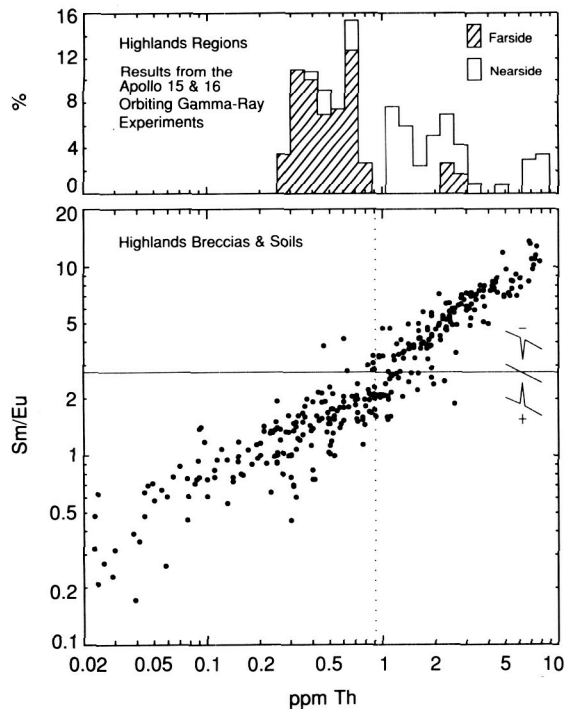 16
12
8
4
0
%
Highlands Regions
Results from the
Apollo 15 & 16
Orbiting Gamma-Ray
Experiments
Farside
Nearside
20
10
5
2
1
0.5
0.2
0.1
Sm/Eu
Highlands Breccias & Soils
−
+
0.02
0.05
0.1
0.2
0.5
1
2
5
10
ppm Th